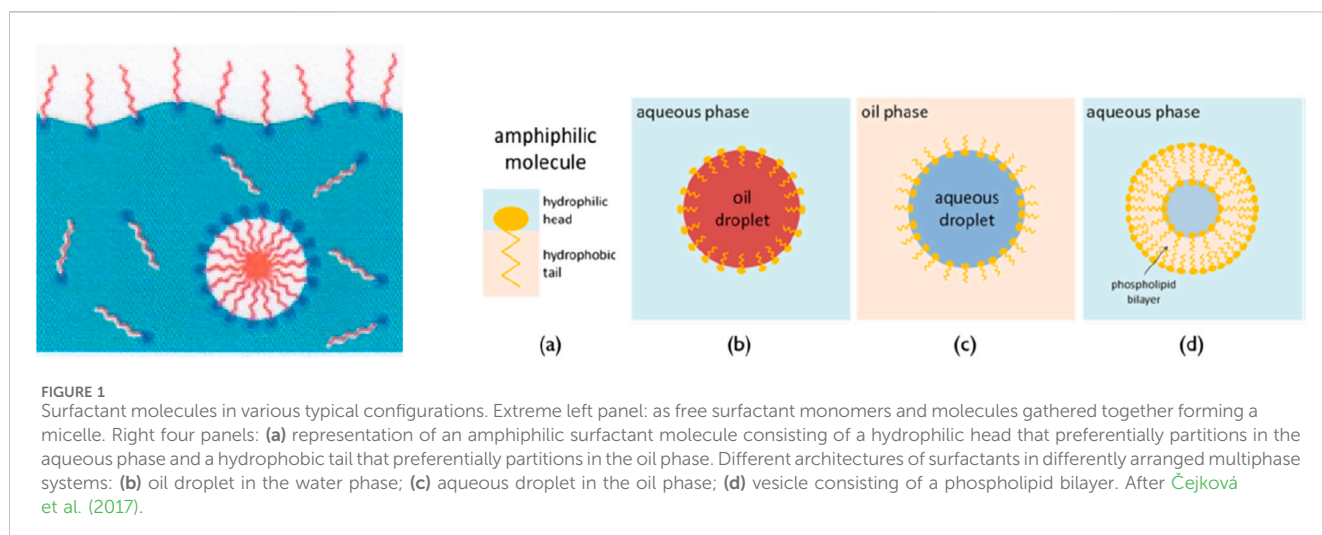 amphiphilic
molecule
hydrophilic
head
hydrophobic
tail
(a)
aqueous phase
oil
droplet
(b)
oil phase
aqueous
droplet
(c)
aqueous phase
phospholipid
bilayer
(d)
FIGURE 1
Surfactant molecules in various typical configurations. Extreme left panel: as free surfactant monomers and molecules gathered together forming a
micelle. Right four panels: (a) representation of an amphiphilic surfactant molecule consisting of a hydrophilic head that preferentially partitions in the
aqueous phase and a hydrophobic tail that preferentially partitions in the oil phase. Different architectures of surfactants in differently arranged multiphase
systems: (b) oil droplet in the water phase; (c) aqueous droplet in the oil phase; (d) vesicle consisting of a phospholipid bilayer. After Čejková
et al. (2017).